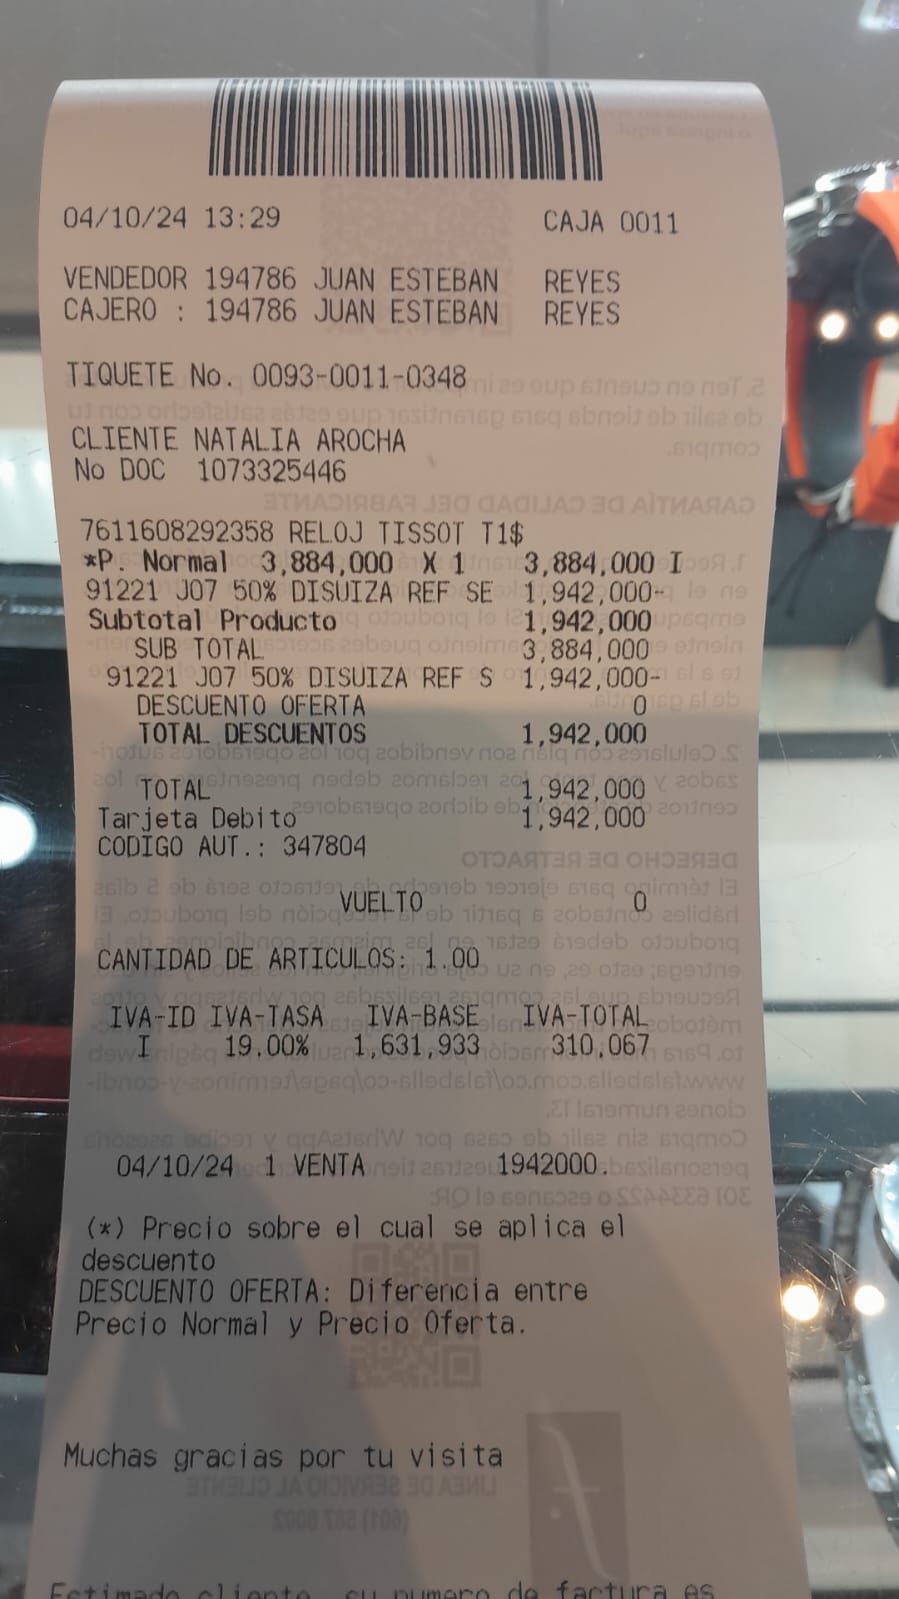 04/10/24 13:29 CAJA 0011
VENDEDOR 194786 JUAN ESTEBAN REYES
CAJERO : 194786 JUAN ESTEBAN REYES
TIQUETE No. 0093-0011-0348
CLIENTE NATALIA AROCHA
No DOC 1073325446
7611608292358 RELOJ TISSOT T1$
*P. Normal 3,884,000 X 1 3,884,000 I
91221 J07 50% DISUIZA REF SE 1,942,000-
Subtotal Producto 1,942,000
SUB TOTAL 3,884,000
91221 J07 50% DISUIZA REF S 1,942,000-
DESCUENTO OFERTA 0
TOTAL DESCUENTOS 1,942,000
TOTAL 1,942,000
Tarjeta Debito 1,942,000
CODIGO AUT.: 347804
VUELTO 0
CANTIDAD DE ARTICULOS: 1.00
IVA-ID IVA-TASA IVA-BASE IVA-TOTAL
I 19.00% 1,631,933 310,067
04/10/24 1 VENTA 1942000.
(*) Precio sobre el cual se aplica el
descuento
DESCUENTO OFERTA: Diferencia entre
Precio Normal y Precio Oferta.
Muchas gracias por tu visita
Estimado cliente, su numero de factura es